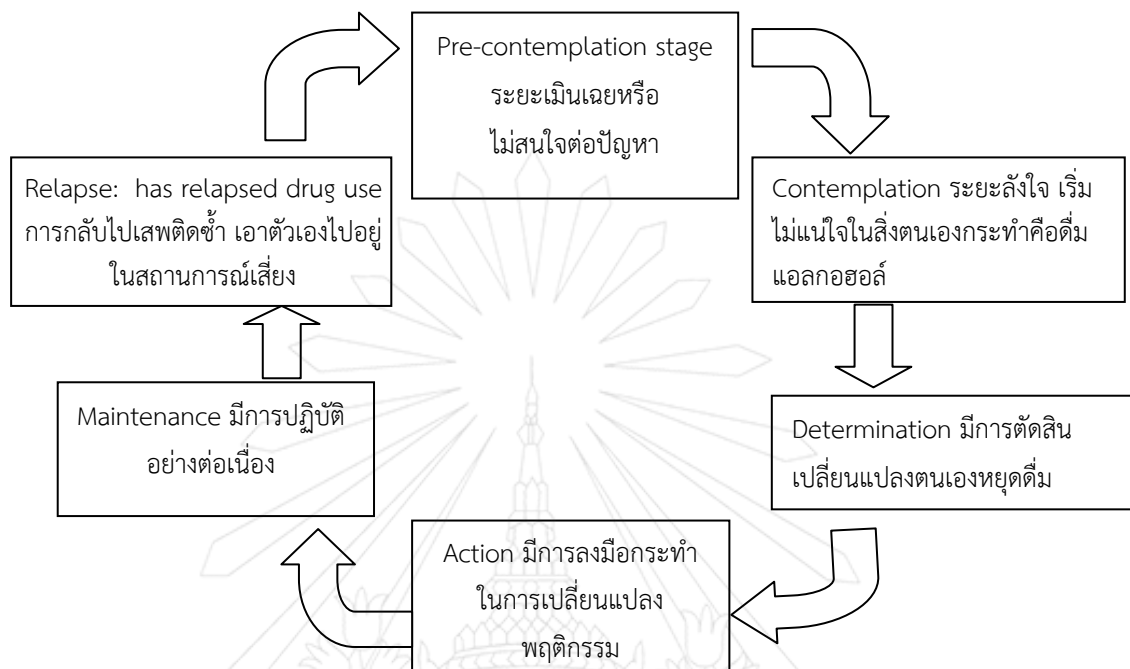 Pre-contemplation stage
ระยะเมินเฉยหรือ
ไม่สนใจต่อปัญหา
Contemplation ระยะลังใจ เริ่ม
ไม่แน่ใจในสิ่งตนเองกระทำคือดื่ม
แอลกอฮอล์
Determination มีการตัดสิน
เปลี่ยนแปลงตนเองหยุดดื่ม
Action มีการลงมือกระทำ
ในการเปลี่ยนแปลง
พฤติกรรม
Maintenance มีการปฏิบัติ
อย่างต่อเนื่อง
Relapse: has relapsed drug use
การกลับไปเสพติดซ้ำ เอาตัวเองไปอยู่
ในสถานการณ์เสี่ยง